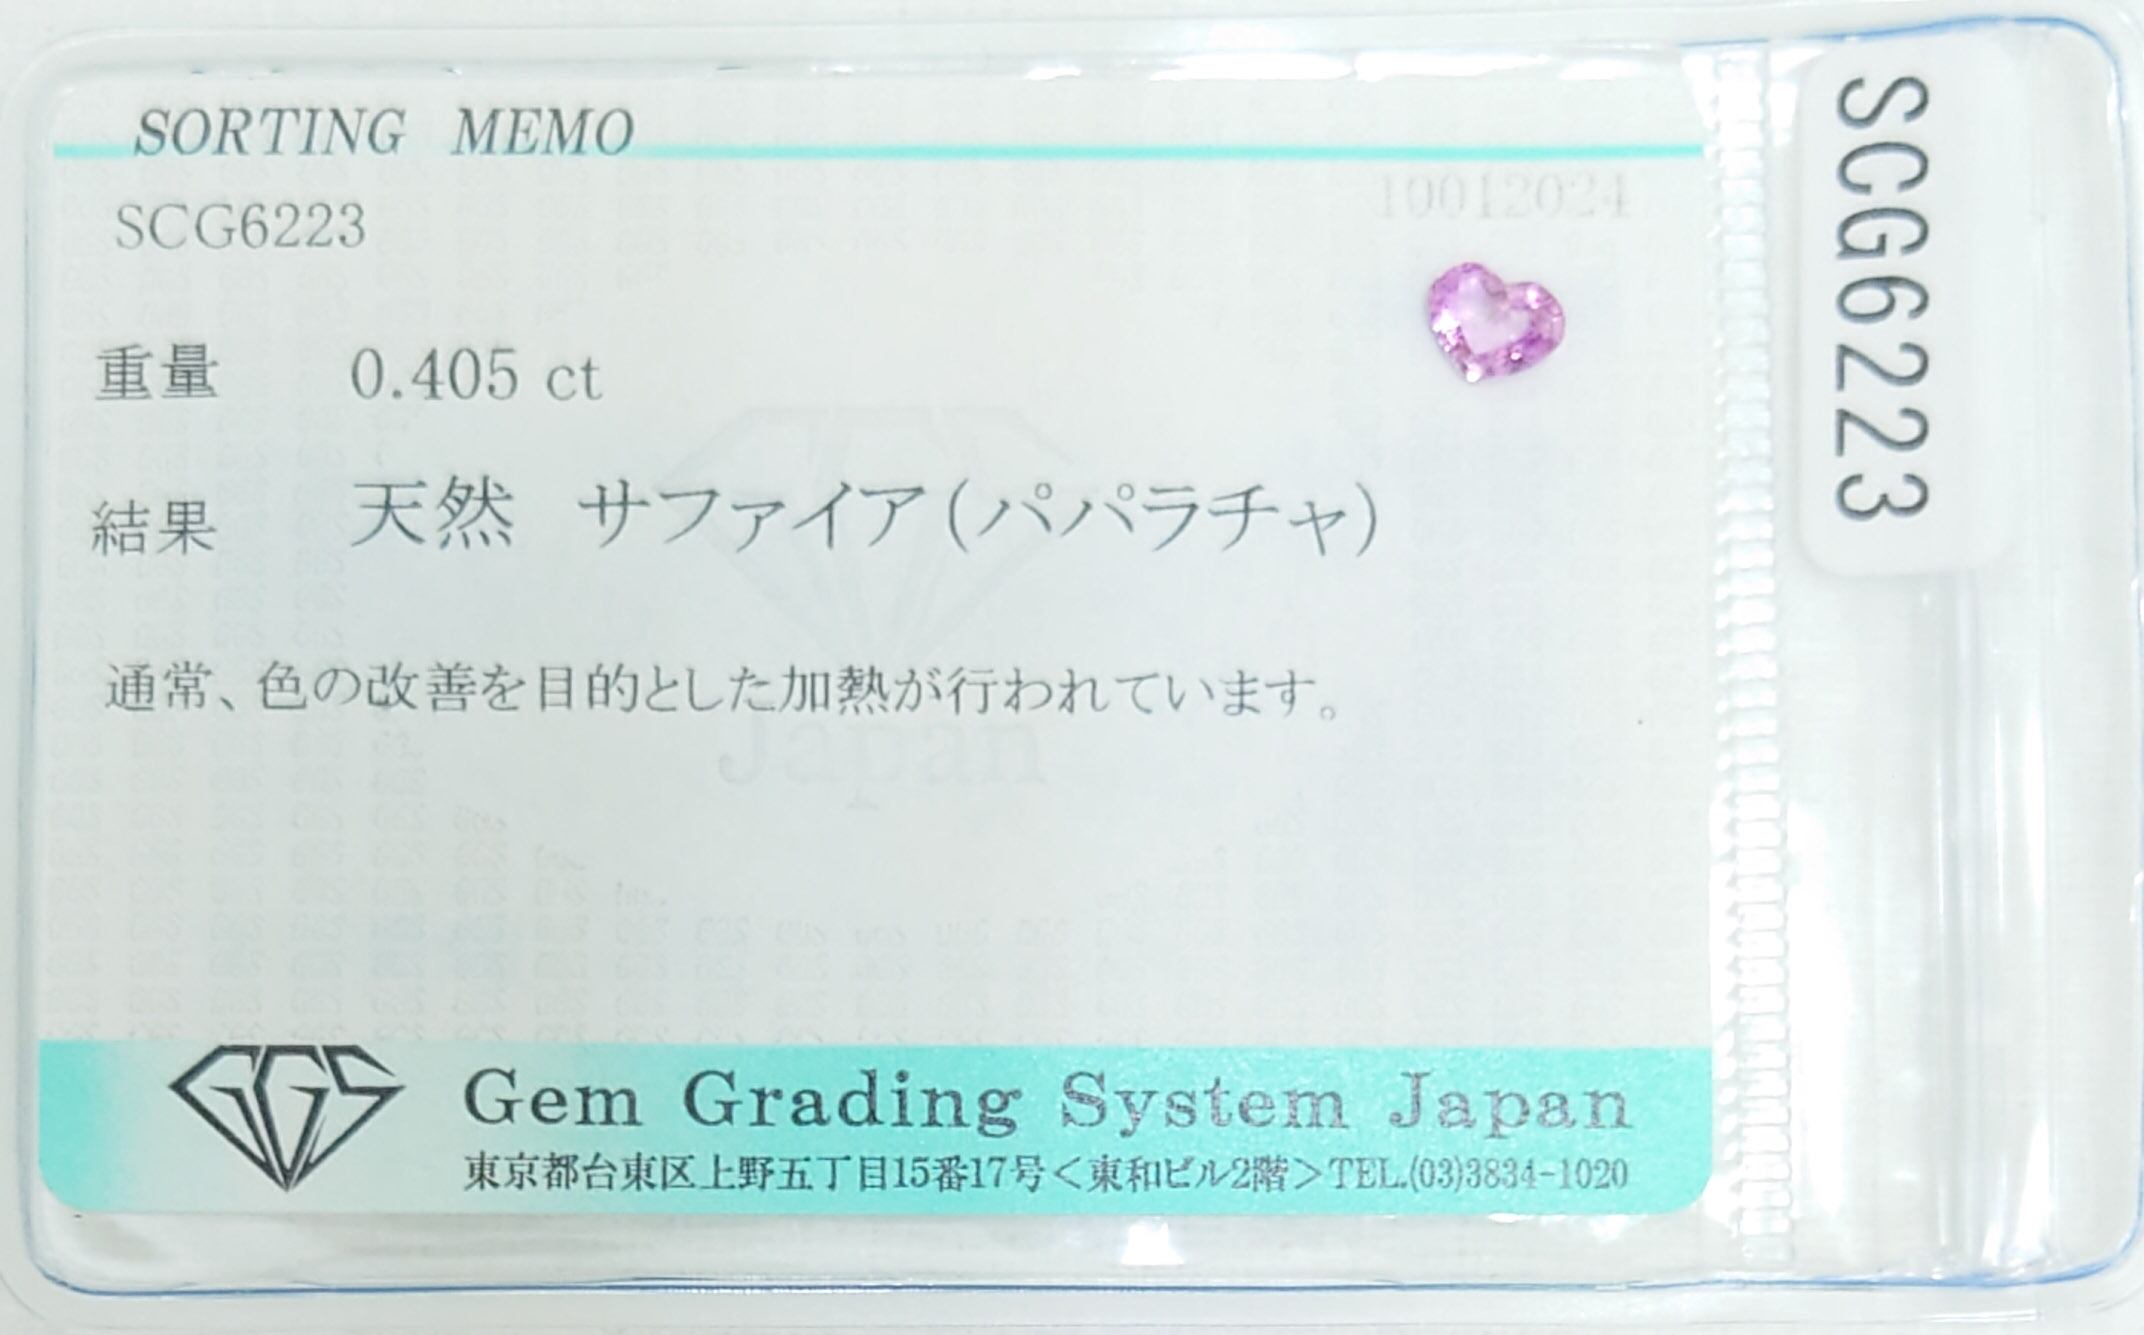 SORTING MEMO
SCG6223
10012024
重量 0.405 ct
結果 天然 サファイア(パパラチャ)
通常、色の改善を目的とした加熱が行われています。
Japan
GGS
Gem Grading System Japan
東京都台東区上野五丁目15番17号<東和ビル2階>TEL.(03)3834-1020
SCG6223